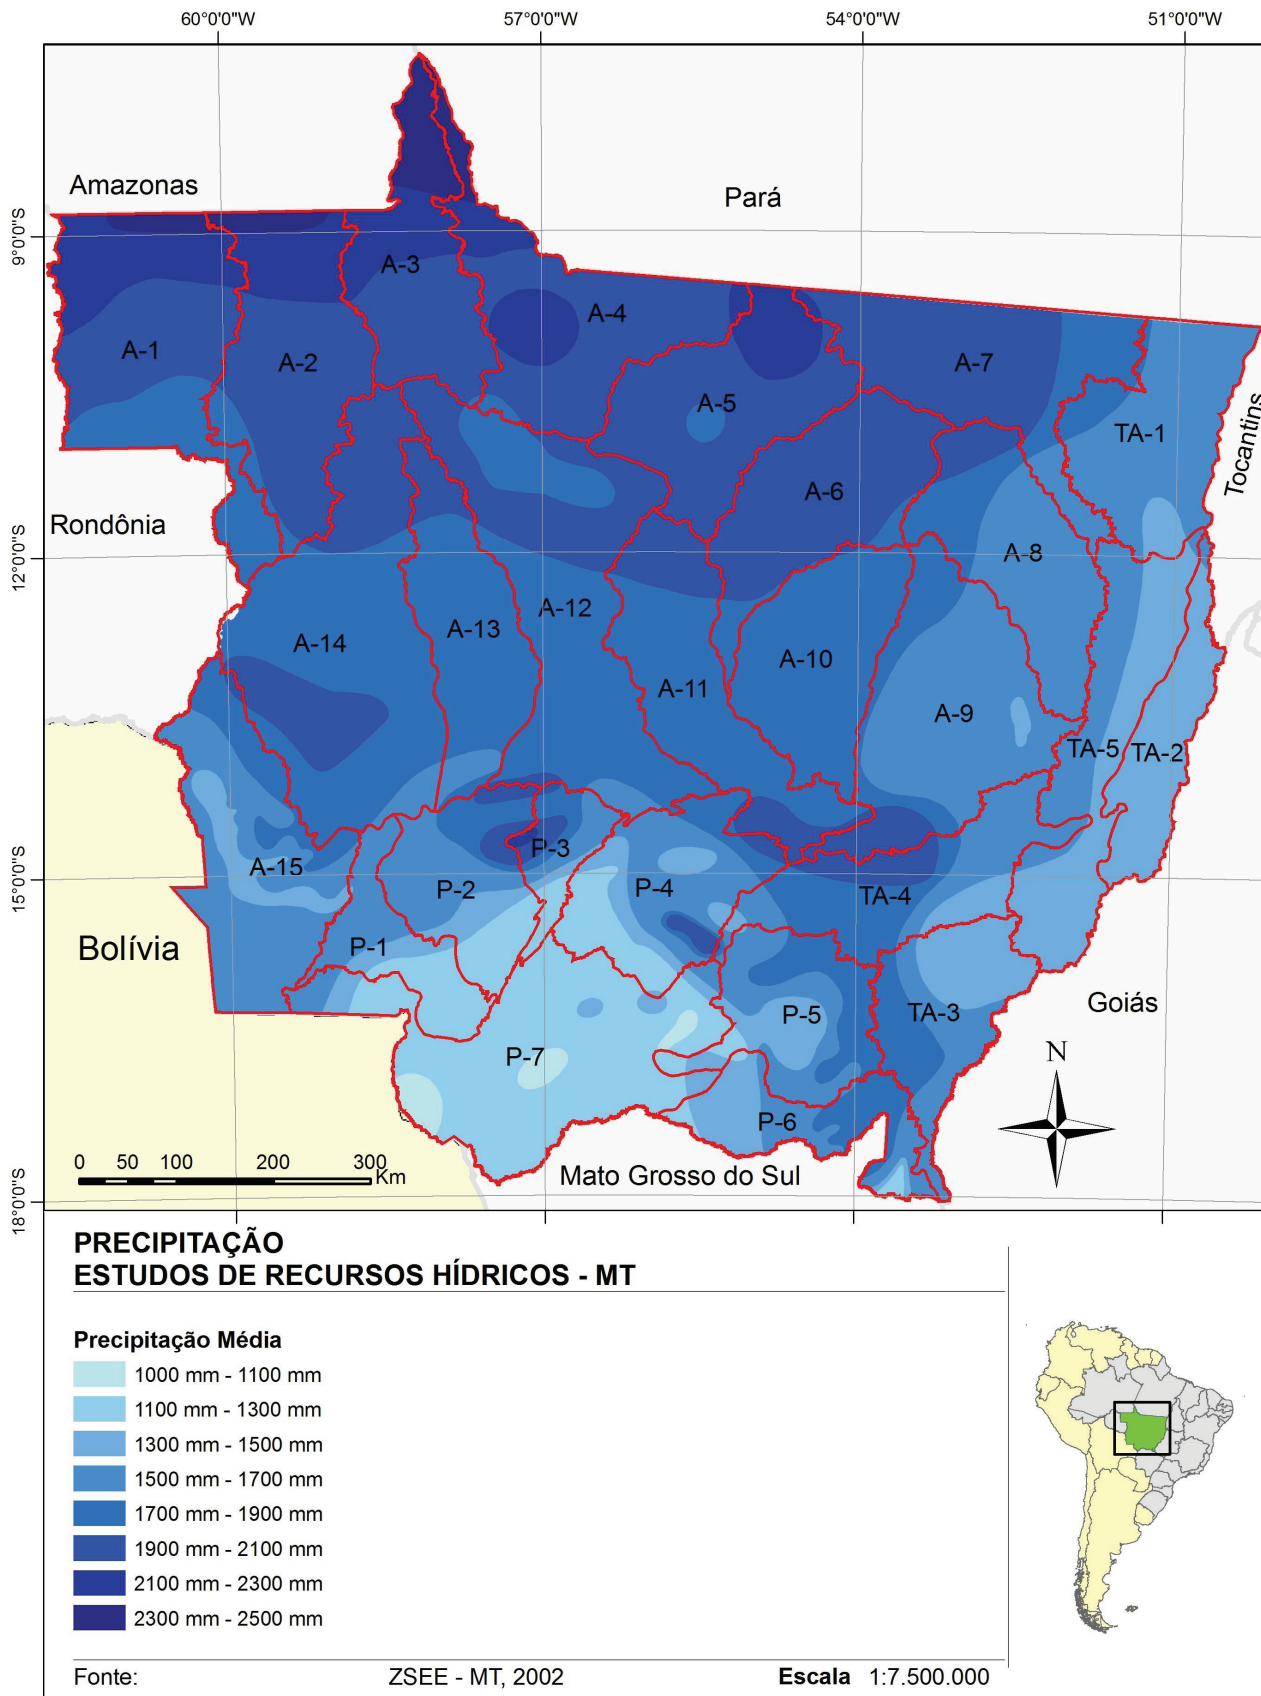 60°0'0"W 57°0'0"W 54°0'0"W 51°0'0"W
Amazonas
Pará
9°0'0"S
A-3
A-4
A-1
A-2
A-7
A-5
TA-1
Tocantins
A-6
Rondônia
12°0'0"S
A-8
A-12
A-13
A-14
A-10
A-11
A-9
TA-5
TA-2
P-3
15°0'0"S
A-15
P-2
P-4
TA-4
Bolívia
P-1
Goiás
P-5
TA-3
P-7
N
P-6
0 50 100 200 300
Km
Mato Grosso do Sul
18°0'0"S
PRECIPITAÇÃO
ESTUDOS DE RECURSOS HÍDRICOS - MT
Precipitação Média
1000 mm - 1100 mm
1100 mm - 1300 mm
1300 mm - 1500 mm
1500 mm - 1700 mm
1700 mm - 1900 mm
1900 mm - 2100 mm
2100 mm - 2300 mm
2300 mm - 2500 mm
Fonte: ZSEE - MT, 2002 Escala 1:7.500.000